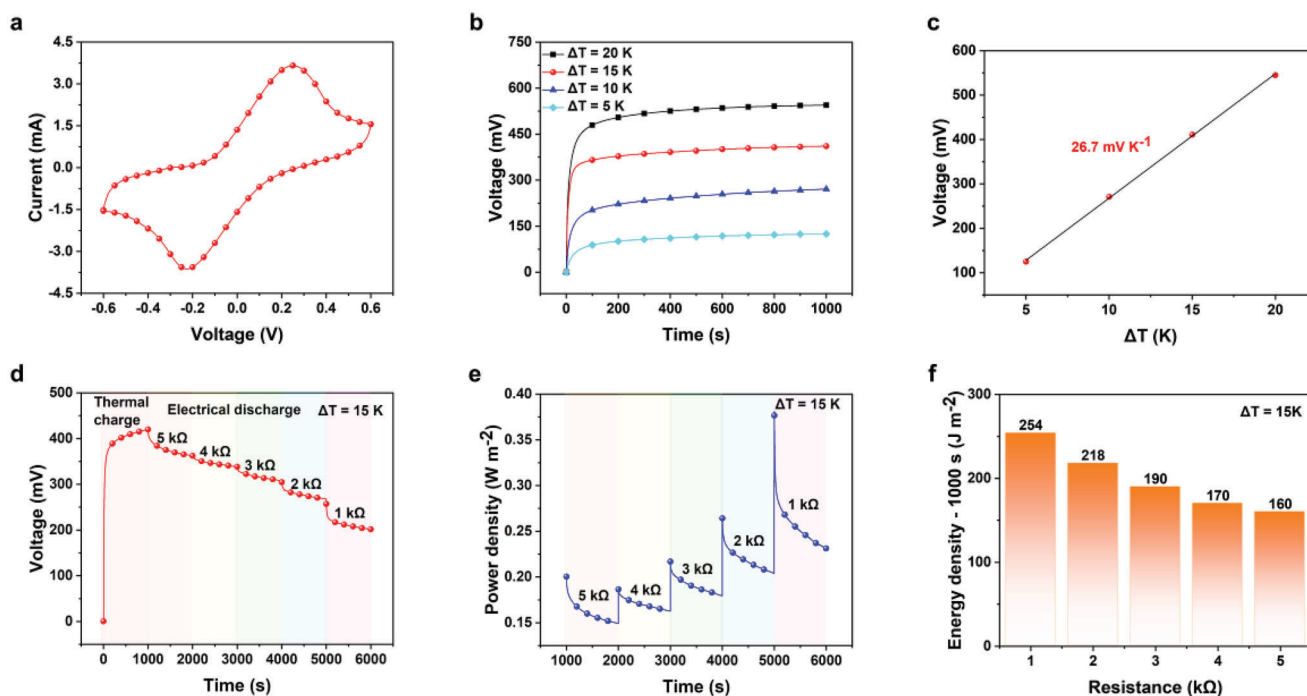 a
4.5
3.0
1.5
0.0
-1.5
-3.0
-4.5
Current (mA)
-0.6 -0.4 -0.2 0.0 0.2 0.4 0.6
Voltage (V)
b
750
625
500
375
250
125
0
Voltage (mV)
ΔT = 20 K
ΔT = 15 K
ΔT = 10 K
ΔT = 5 K
0 200 400 600 800 1000
Time (s)
c
600
500
400
300
200
100
Voltage (mV)
26.7 mV K⁻¹
5 10 15 20
ΔT (K)
d
500
400
300
200
100
0
Voltage (mV)
Thermal
charge
Electrical discharge
ΔT = 15 K
5 kΩ
4 kΩ
3 kΩ
2 kΩ
1 kΩ
0 1000 2000 3000 4000 5000 6000
Time (s)
e
0.40
0.35
0.30
0.25
0.20
0.15
Power density (W m⁻²)
ΔT = 15 K
5 kΩ
4 kΩ
3 kΩ
2 kΩ
1 kΩ
1000 2000 3000 4000 5000 6000
Time (s)
f
300
200
100
0
Energy density - 1000 s (J m⁻²)
ΔT = 15K
254
218
190
170
160
1 2 3 4 5
Resistance (kΩ)